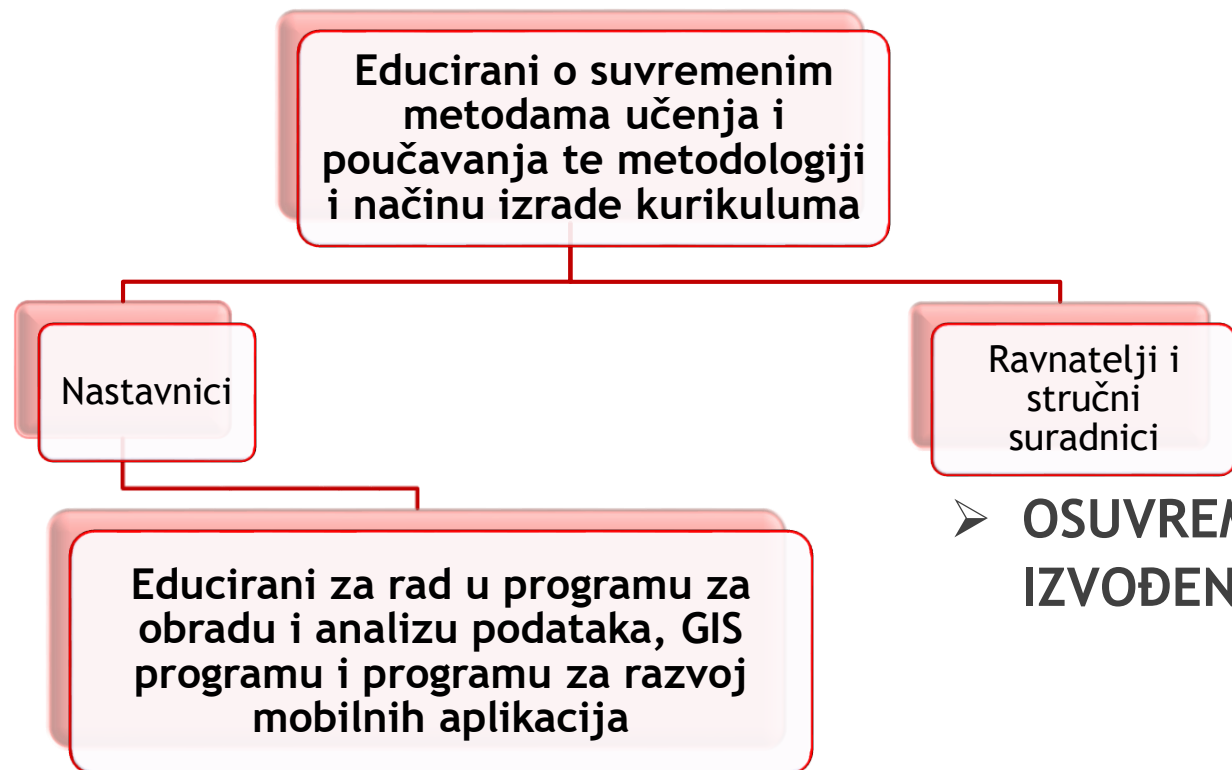 Educirani o suvremenim
metodama učenja i
poučavanja te metodologiji
i načinu izrade kurikuluma
Nastavnici
Ravnatelji i
stručni
suradnici
Educirani za rad u programu za
obradu i analizu podataka, GIS
programu i programu za razvoj
mobilnih aplikacija